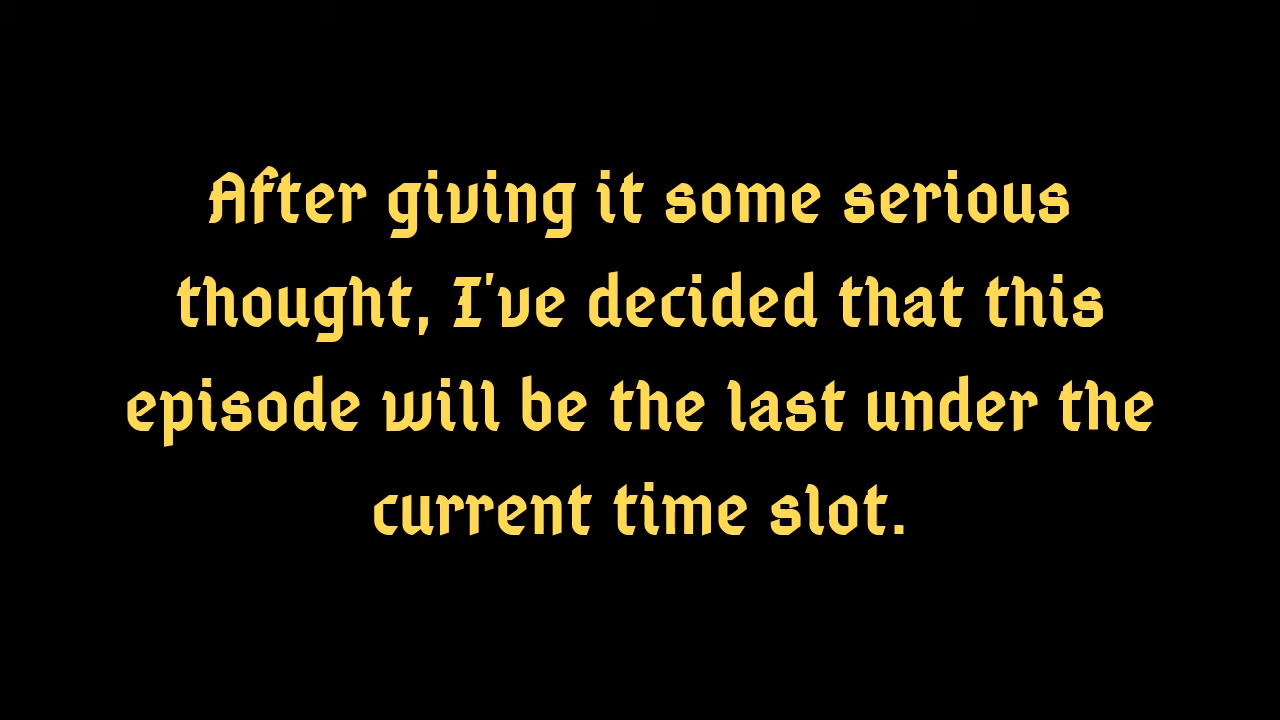 After giving it some serious
thought, I've decided that this
episode will be the last under the
current time slot.